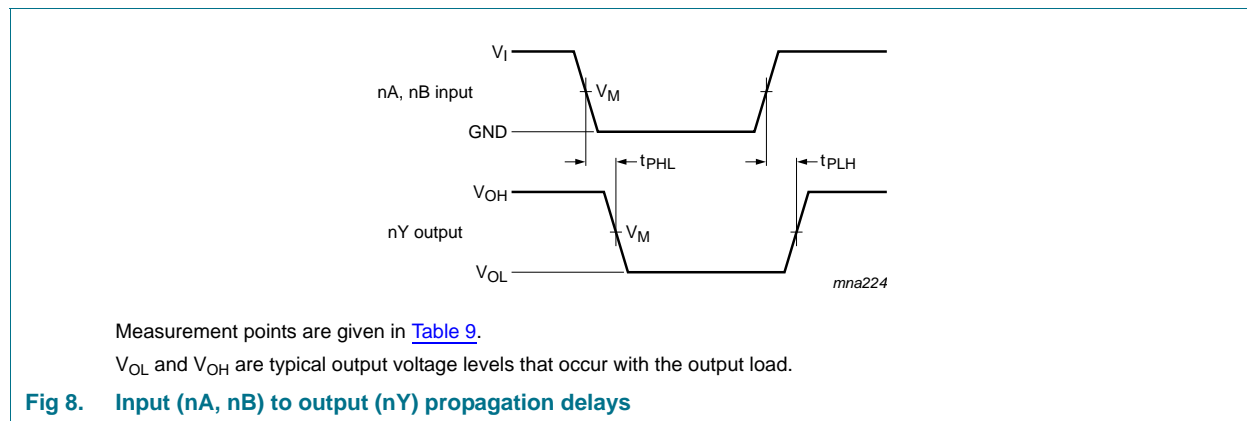 VI
nA, nB input
VM
GND
tPHL
tPLH
VOH
nY output
VM
VOL
mna224
Measurement points are given in Table 9.
VOL and VOH are typical output voltage levels that occur with the output load.
Fig 8. Input (nA, nB) to output (nY) propagation delays